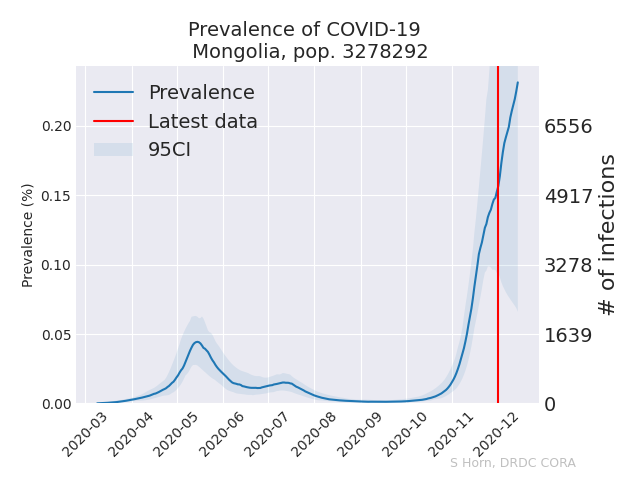 Prevalence of COVID-19
Mongolia, pop. 3278292
Prevalence
Latest data
95CI
Prevalence (%)
0.20
0.15
0.10
0.05
0.00
6556
4917
3278
1639
0
# of infections
2020-03
2020-04
2020-05
2020-06
2020-07
2020-08
2020-09
2020-10
2020-11
2020-12
S Horn, DRDC CORA